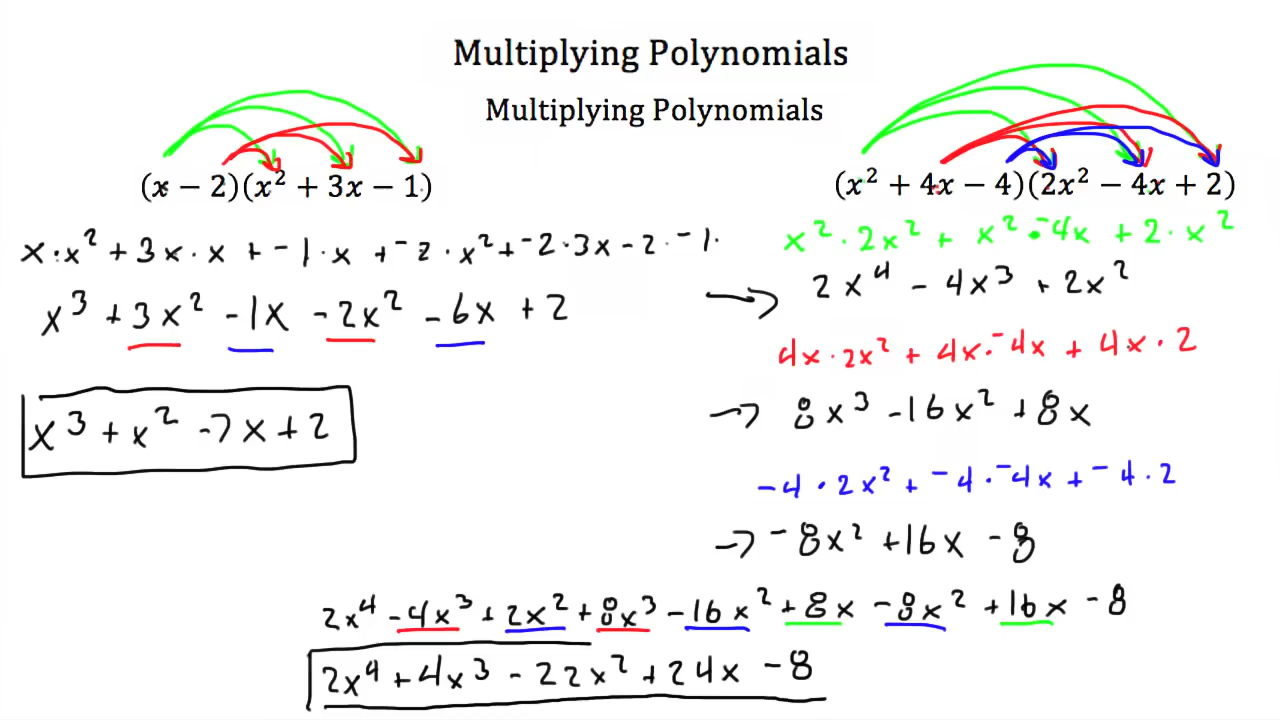 Multiplying Polynomials
Multiplying Polynomials
(x − 2)(x² + 3x − 1)
x·x² + 3x·x + -1·x + -2·x² + -2·3x - 2·-1·
x³ + 3x² - 1x - 2x² - 6x + 2
x³ + x² - 7x + 2
(x² + 4x − 4)(2x² − 4x + 2)
x²·2x² + x²·-4x + 2·x²
→ 2x⁴ - 4x³ + 2x²
4x·2x² + 4x·-4x + 4x·2
→ 8x³ - 16x² + 8x
-4·2x² + -4·-4x + -4·2
→ -8x² + 16x - 8
2x⁴ - 4x³ + 2x² + 8x³ - 16x² + 8x - 8x² + 16x - 8
2x⁴ + 4x³ - 22x² + 24x - 8